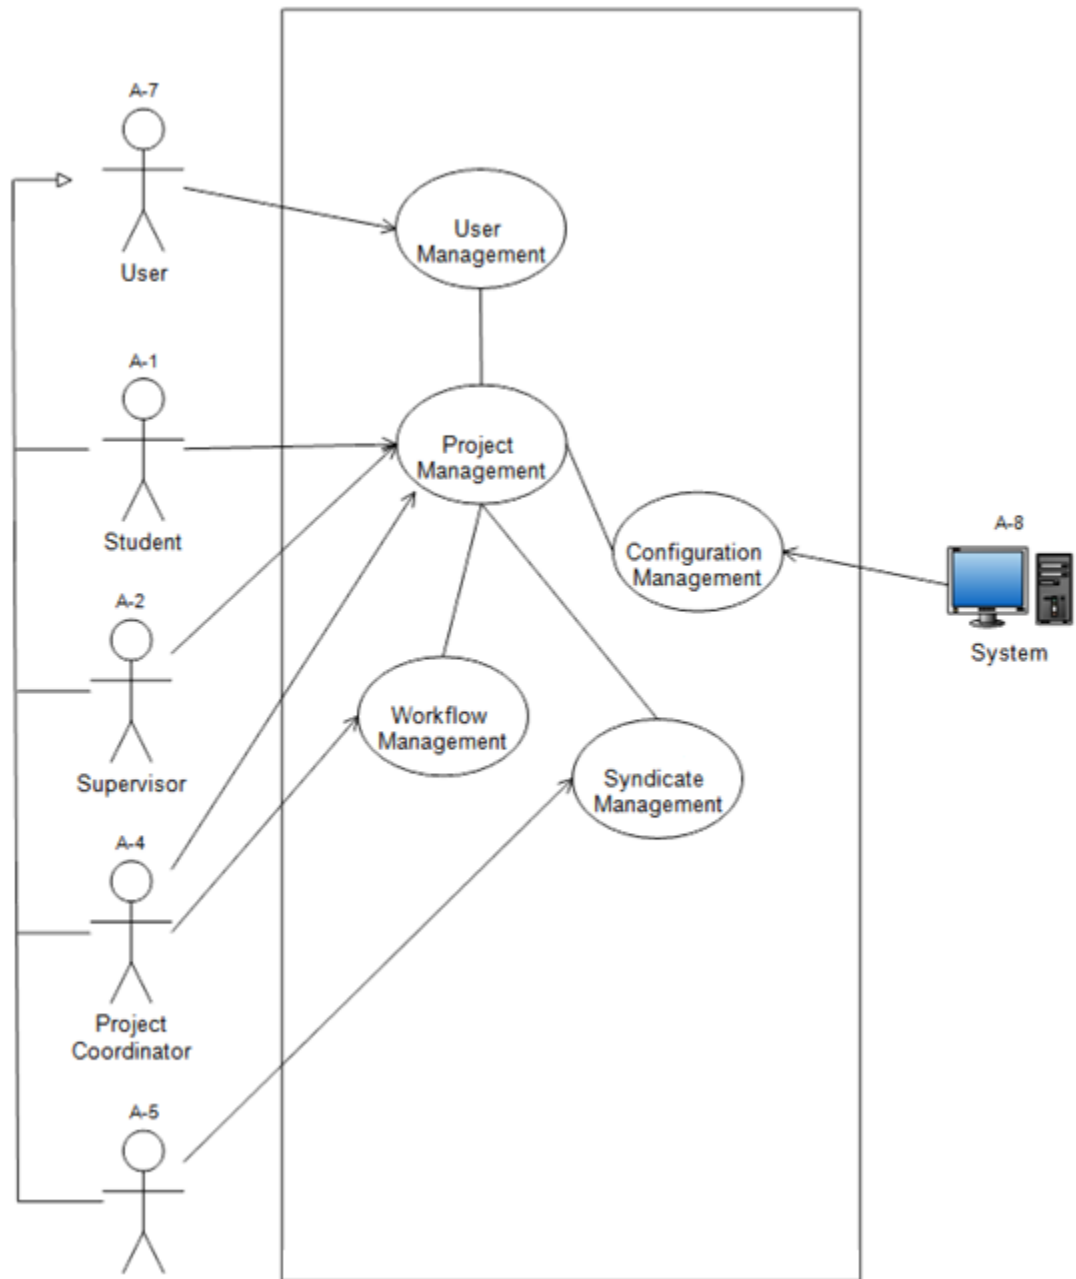 A-7
User
User
Management
A-1
Student
Project
Management
A-2
Supervisor
Configuration
Management
A-8
System
Workflow
Management
Syndicate
Management
A-4
Project
Coordinator
A-5